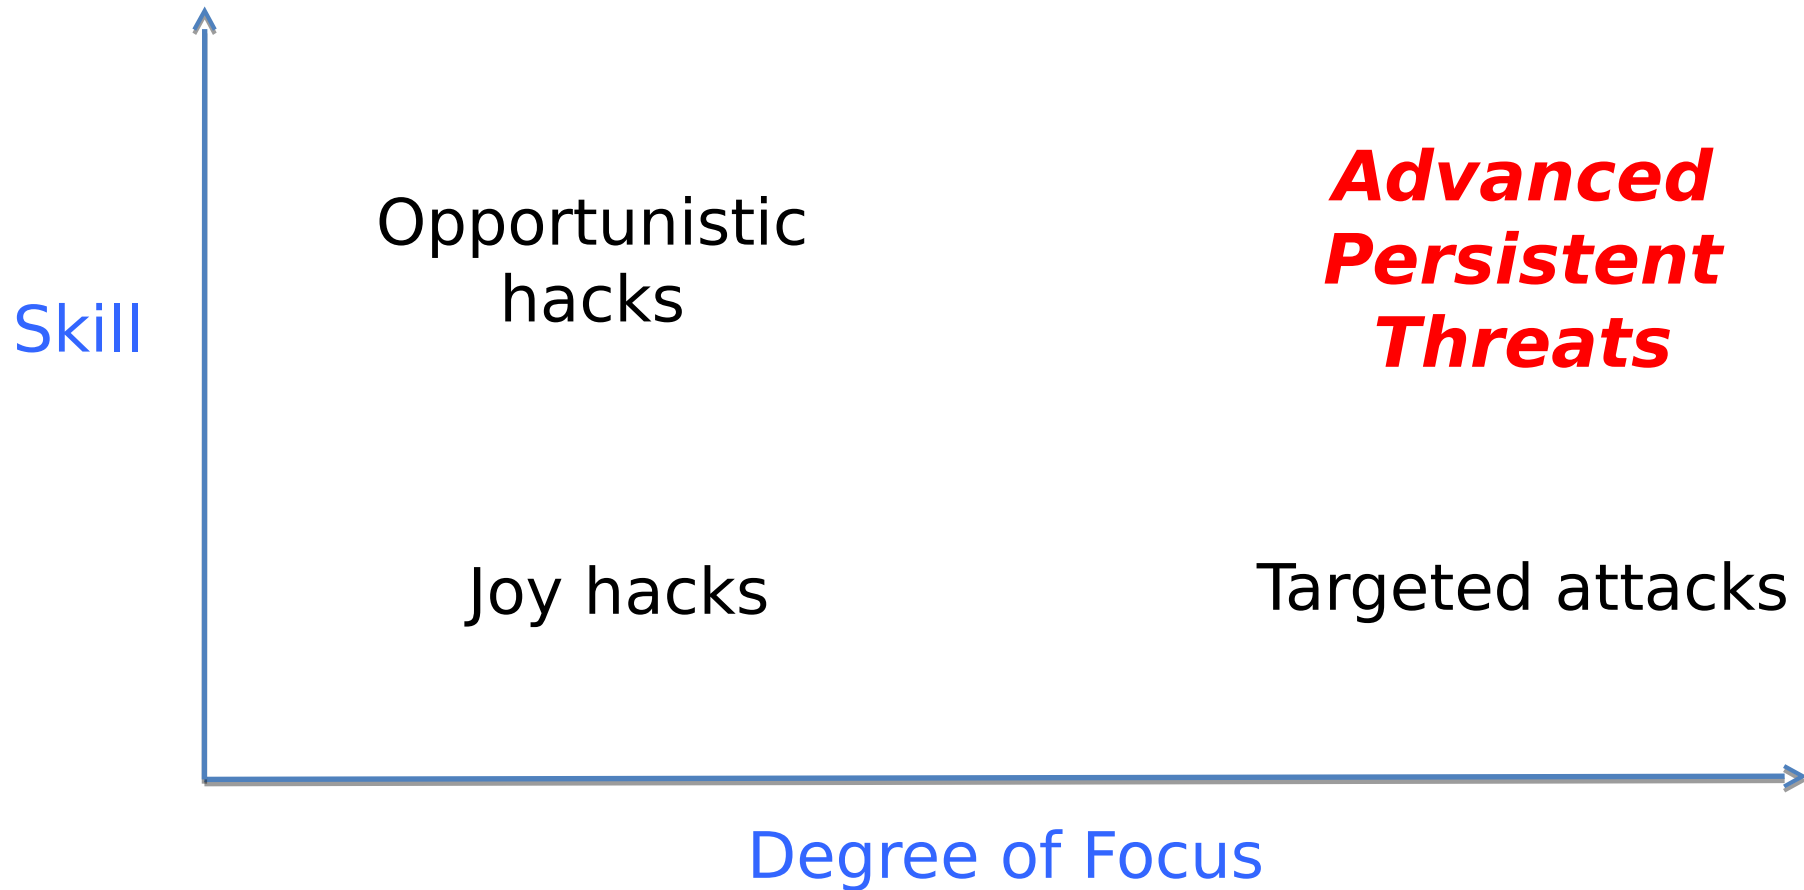 Opportunistic
hacks
Advanced
Persistent
Threats
Skill
Joy hacks
Targeted attacks
Degree of Focus